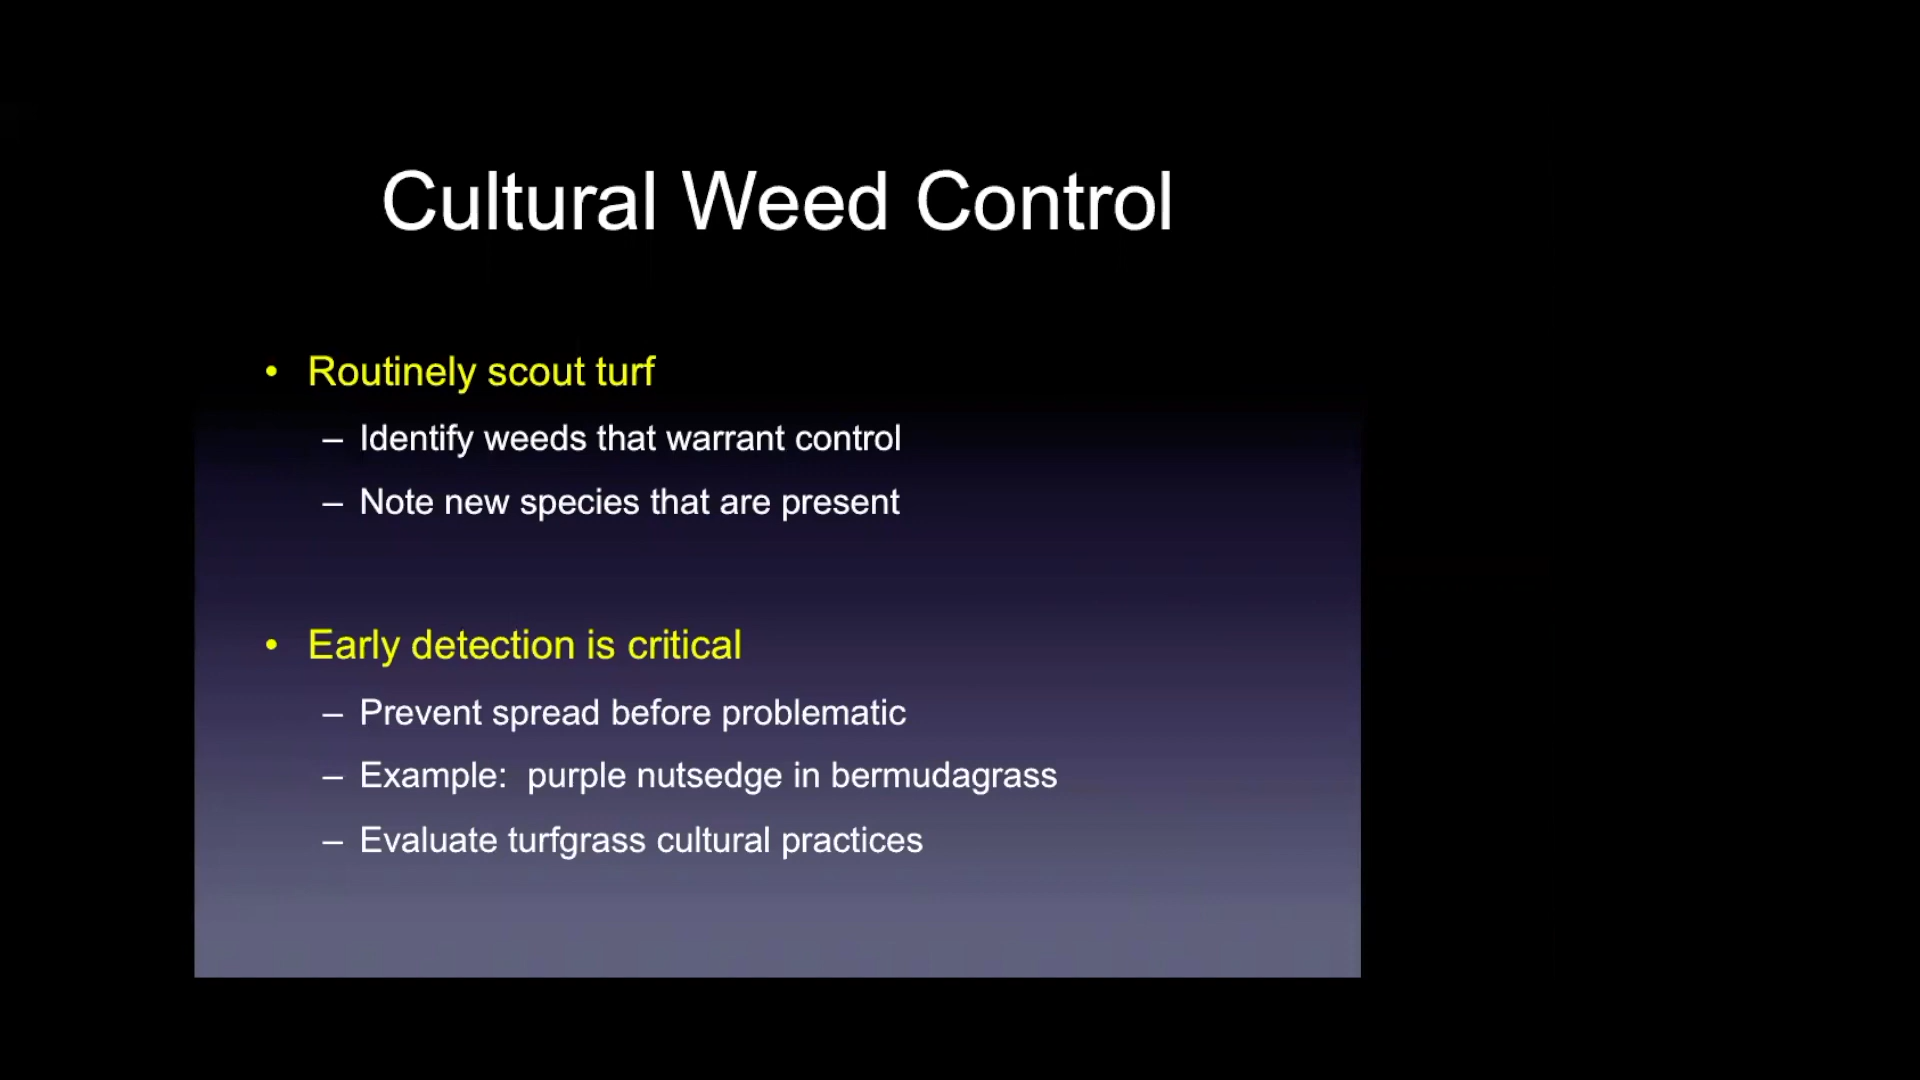 Cultural Weed Control
• Routinely scout turf
– Identify weeds that warrant control
– Note new species that are present
• Early detection is critical
– Prevent spread before problematic
– Example:  purple nutsedge in bermudagrass
– Evaluate turfgrass cultural practices